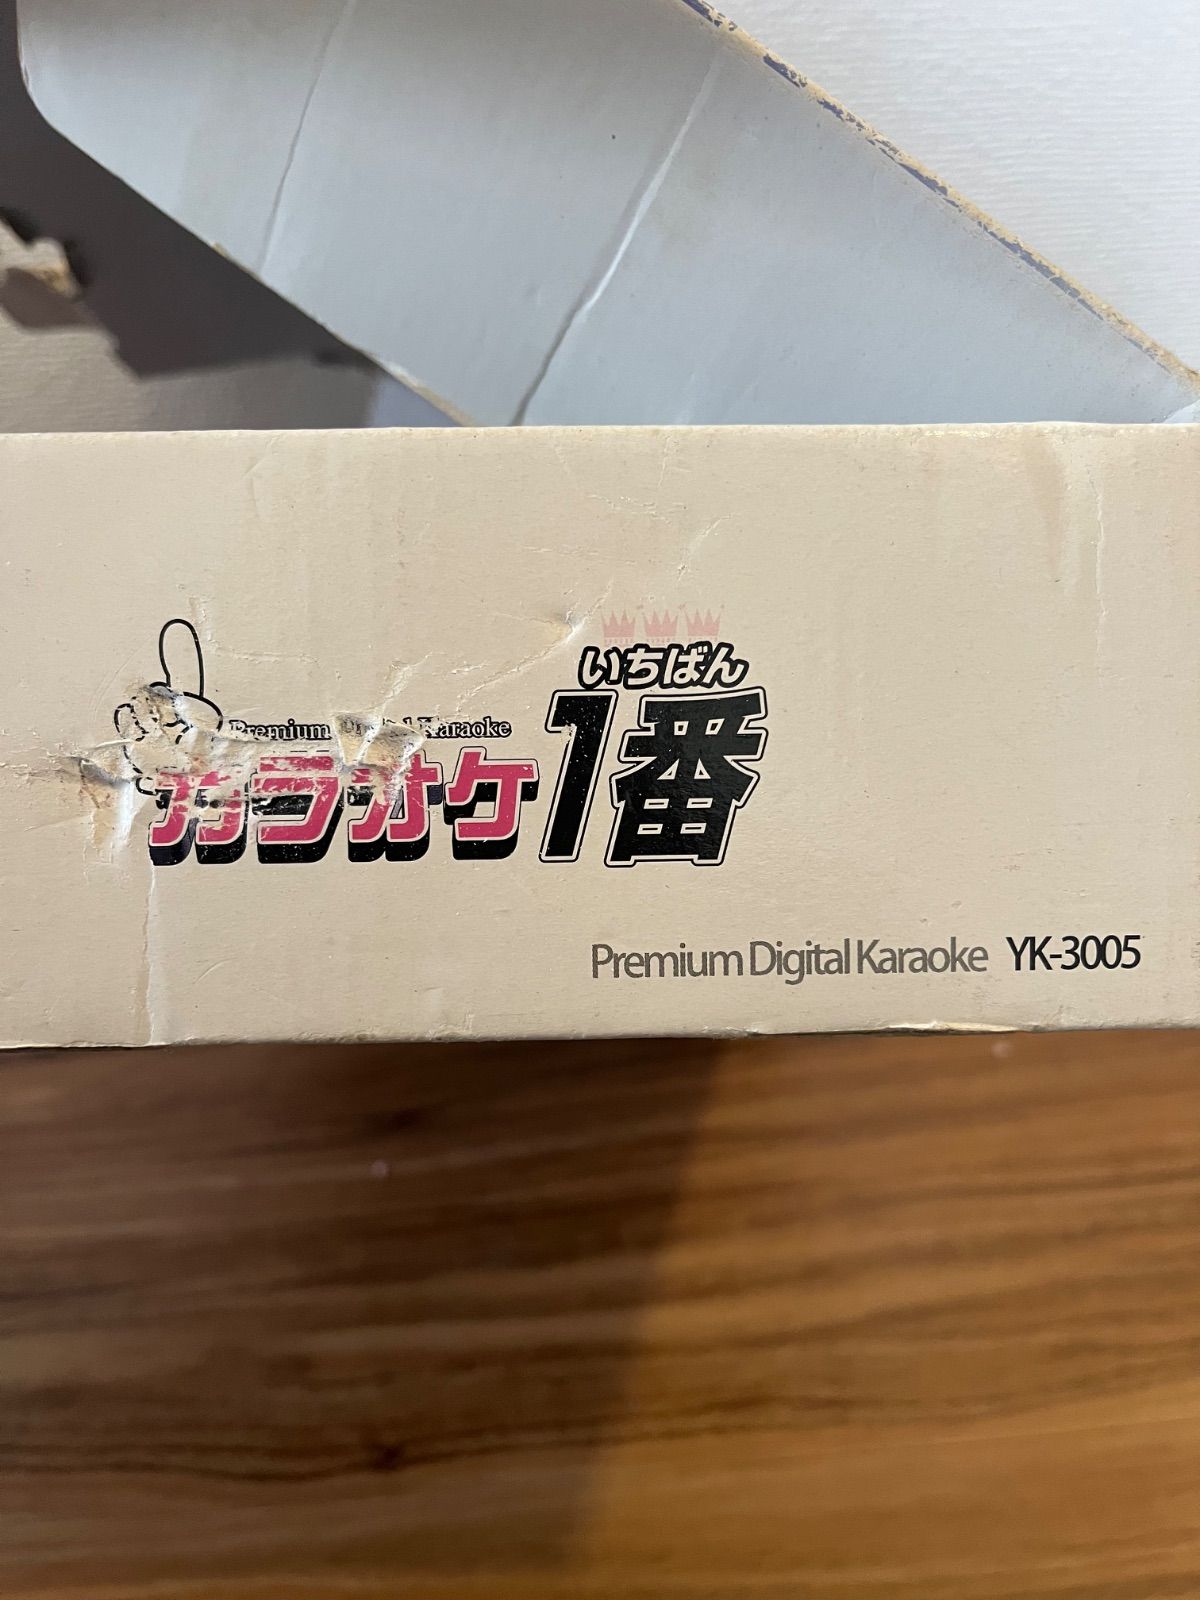 いちばん
Premium Digital Karaoke
カラオケ1番
Premium Digital Karaoke YK-3005